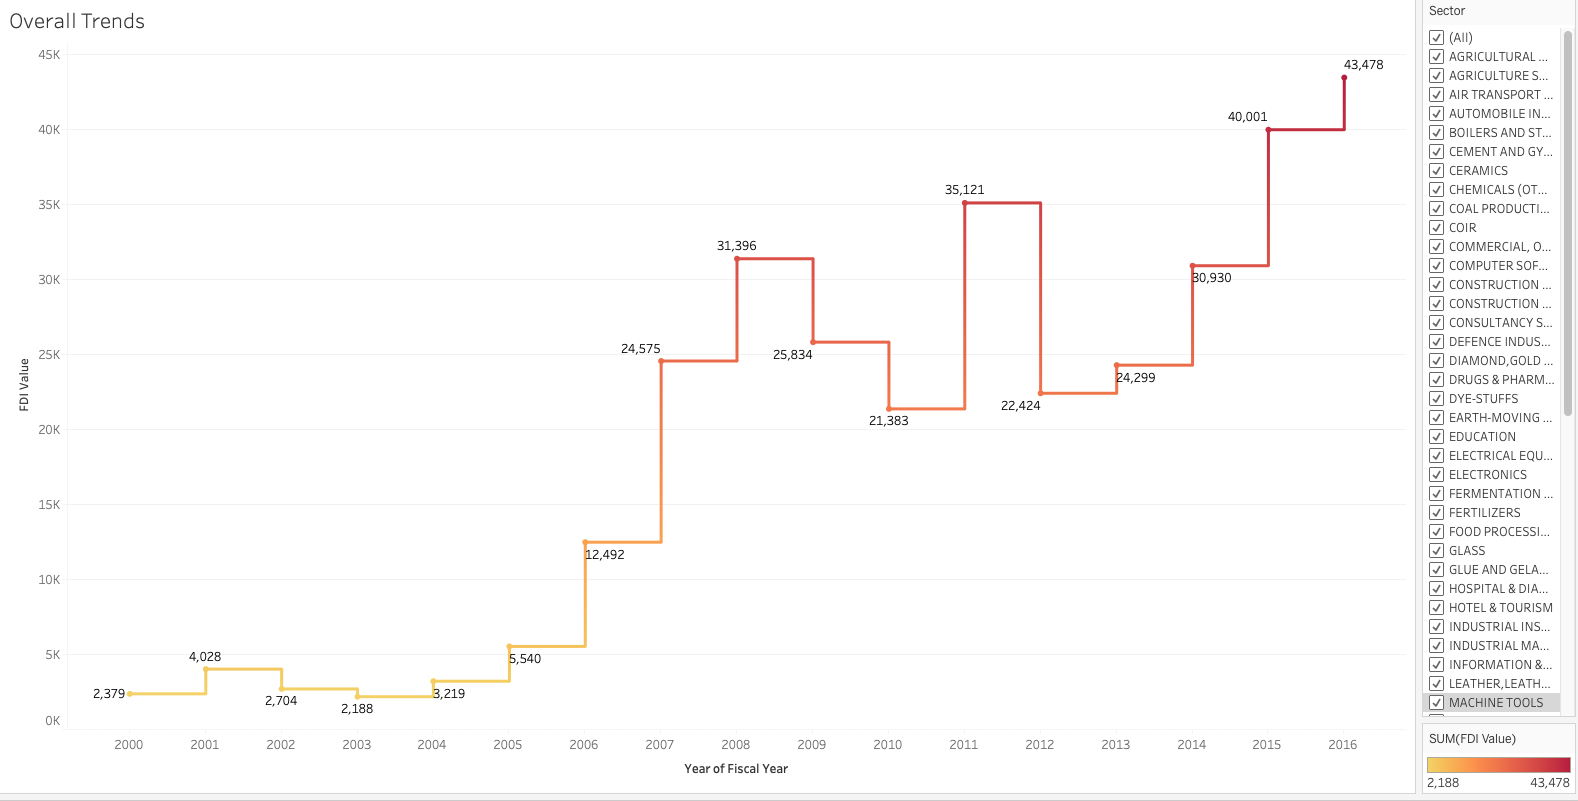 Overall Trends
45K
40K
35K
30K
25K
20K
15K
10K
5K
0K
FDI Value
2,379
4,028
2,704
2,188
3,219
5,540
12,492
24,575
31,396
25,834
21,383
35,121
22,424
24,299
30,930
40,001
43,478
2000 2001 2002 2003 2004 2005 2006 2007 2008 2009 2010 2011 2012 2013 2014 2015 2016
Year of Fiscal Year
Sector
(All)
AGRICULTURAL ...
AGRICULTURE S...
AIR TRANSPORT ...
AUTOMOBILE IN...
BOILERS AND ST...
CEMENT AND GY...
CERAMICS
CHEMICALS (OT...
COAL PRODUCTI...
COIR
COMMERCIAL, O...
COMPUTER SOF...
CONSTRUCTION ...
CONSTRUCTION ...
CONSULTANCY S...
DEFENCE INDUS...
DIAMOND,GOLD ...
DRUGS & PHARM...
DYE-STUFFS
EARTH-MOVING ...
EDUCATION
ELECTRICAL EQU...
ELECTRONICS
FERMENTATION ...
FERTILIZERS
FOOD PROCESSI...
GLASS
GLUE AND GELA...
HOSPITAL & DIA...
HOTEL & TOURISM
INDUSTRIAL INS...
INDUSTRIAL MA...
INFORMATION &...
LEATHER,LEATH...
MACHINE TOOLS
SUM(FDI Value)
2,188 43,478